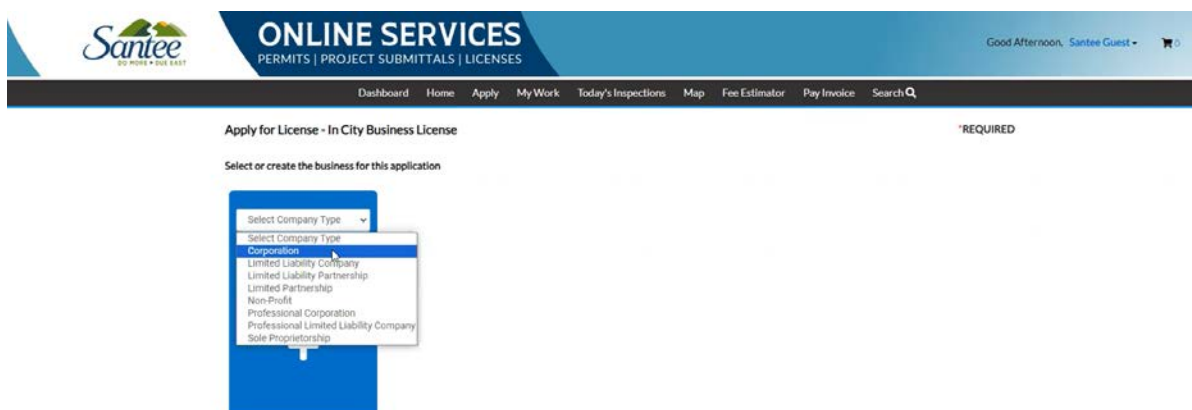 Santee
DO MORE • DUE EAST
ONLINE SERVICES
PERMITS | PROJECT SUBMITTALS | LICENSES
Good Afternoon, Santee Guest
0
Dashboard Home Apply My Work Today's Inspections Map Fee Estimator Pay Invoice Search
Apply for License - In City Business License
*REQUIRED
Select or create the business for this application
Select Company Type
Select Company Type
Corporation
Limited Liability Company
Limited Liability Partnership
Limited Partnership
Non-Profit
Professional Corporation
Professional Limited Liability Company
Sole Proprietorship